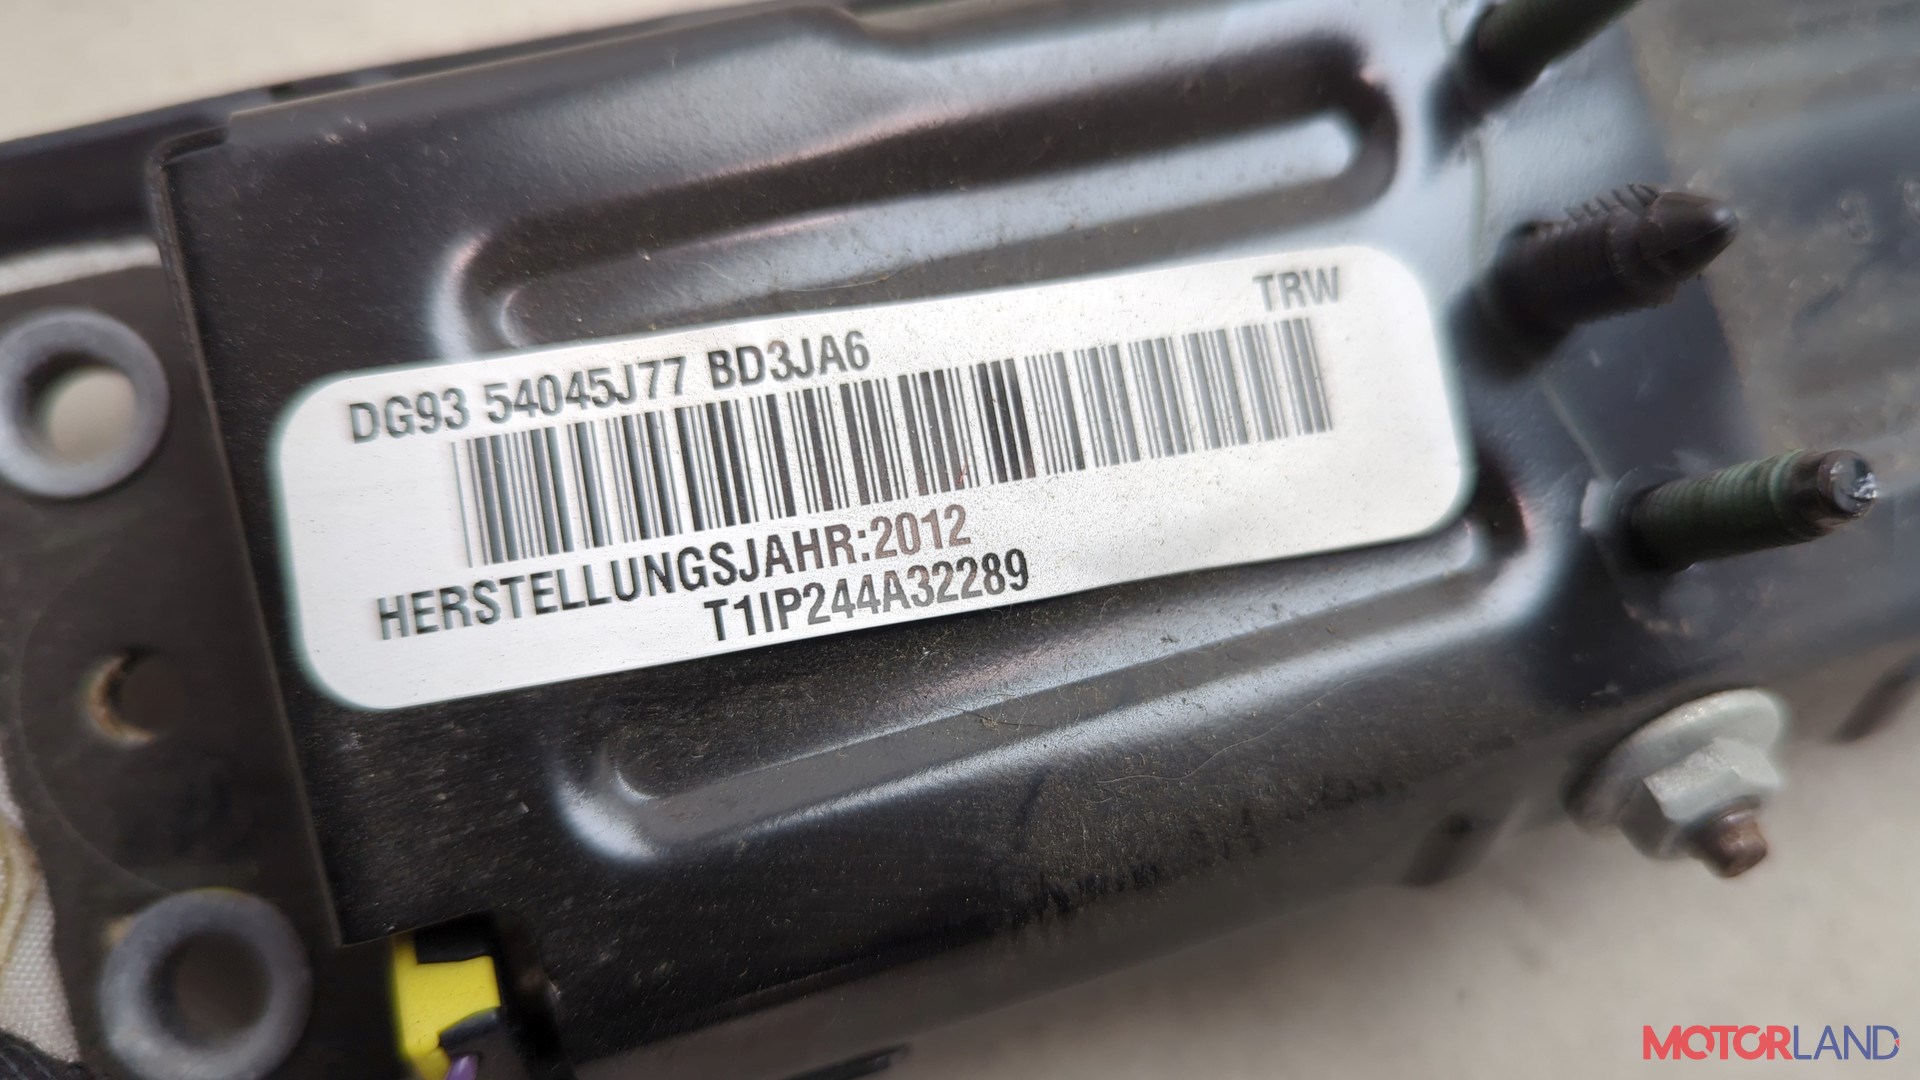 TRW
DG93 54045J77 BD3JA6
HERSTELLUNGSJAHR:2012
T1IP244A32289
MOTORLAND